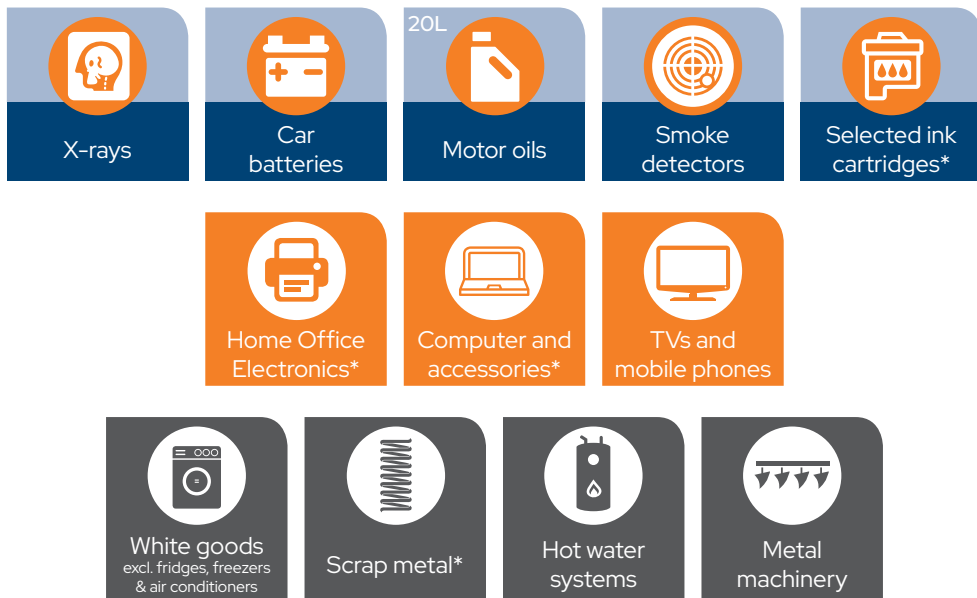 20L
X-rays
Car
batteries
Motor oils
Smoke
detectors
Selected ink
cartridges*
Home Office
Electronics*
Computer and
accessories*
TVs and
mobile phones
White goods
excl. fridges, freezers
& air conditioners
Scrap metal*
Hot water
systems
Metal
machinery